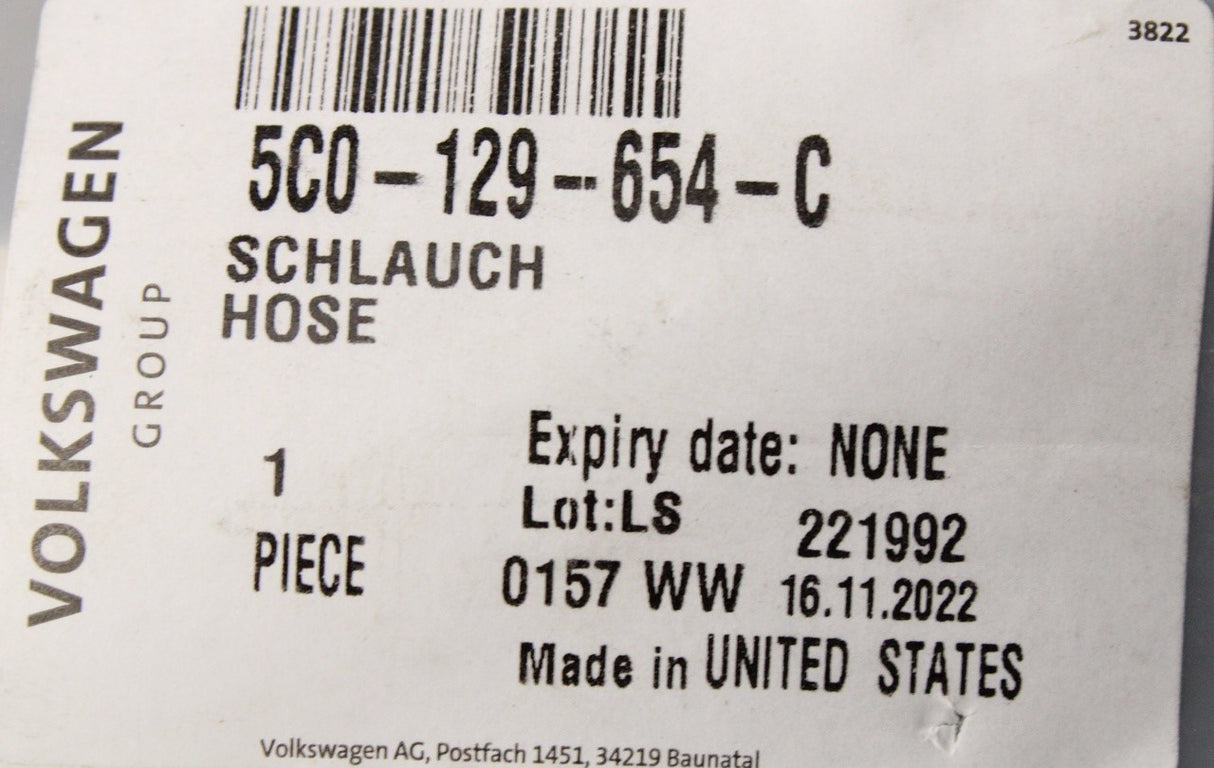 3822
5C0-129-654-C
SCHLAUCH
HOSE
VOLKSWAGEN
GROUP
1
PIECE
Expiry date: NONE
Lot:LS 221992
0157 WW 16.11.2022
Made in UNITED STATES
Volkswagen AG, Postfach 1451, 34219 Baunatal